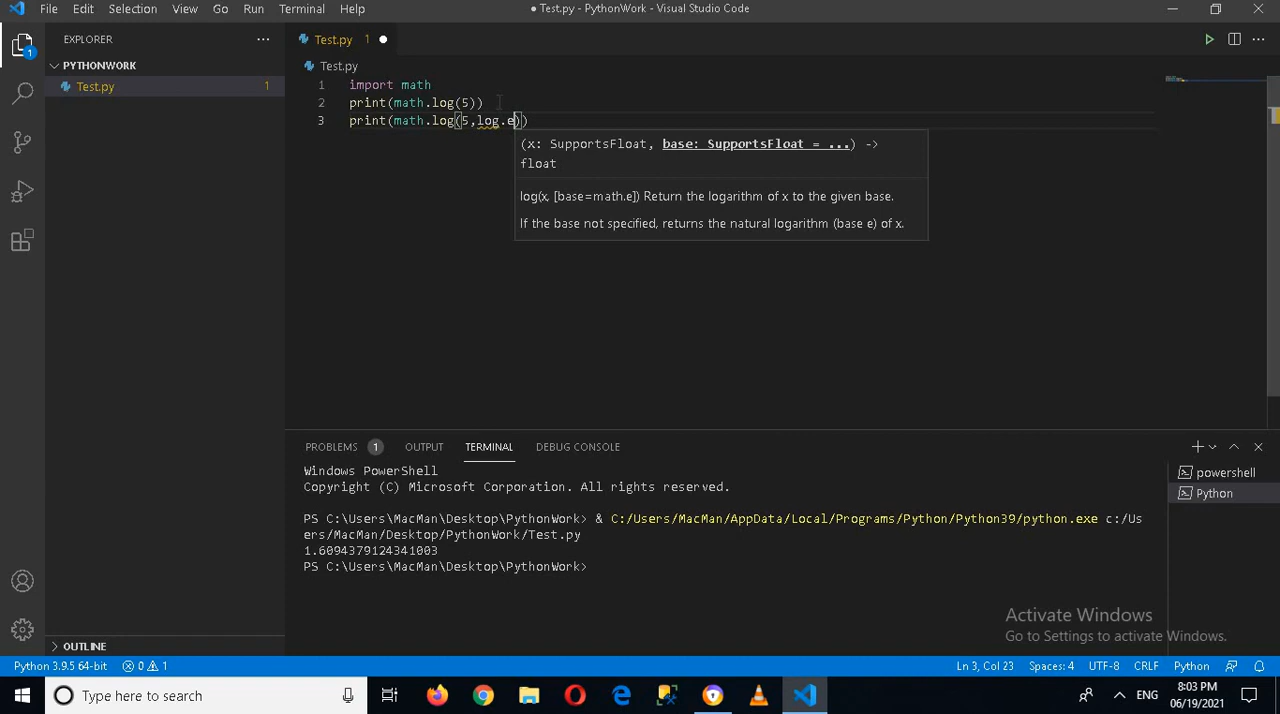 File Edit Selection View Go Run Terminal Help
● Test.py - PythonWork - Visual Studio Code
EXPLORER
Test.py 1
1
PYTHONWORK
Test.py
Test.py 1
1 import math
2 print(math.log(5))
3 print(math.log(5,log.e))
(x: SupportsFloat, base: SupportsFloat = ...) ->
float
log(x, [base=math.e]) Return the logarithm of x to the given base.
If the base not specified, returns the natural logarithm (base e) of x.
PROBLEMS 1 OUTPUT TERMINAL DEBUG CONSOLE
Windows PowerShell
Copyright (C) Microsoft Corporation. All rights reserved.
PS C:\Users\MacMan\Desktop\PythonWork> & C:/Users/MacMan/AppData/Local/Programs/Python/Python39/python.exe c:/Us
ers/MacMan/Desktop/PythonWork/Test.py
1.6094379124341003
PS C:\Users\MacMan\Desktop\PythonWork>
powershell
Python
Activate Windows
Go to Settings to activate Windows.
OUTLINE
Python 3.9.5 64-bit 0 1 Ln 3, Col 23 Spaces: 4 UTF-8 CRLF Python
Type here to search
ENG
8:03 PM
06/19/2021